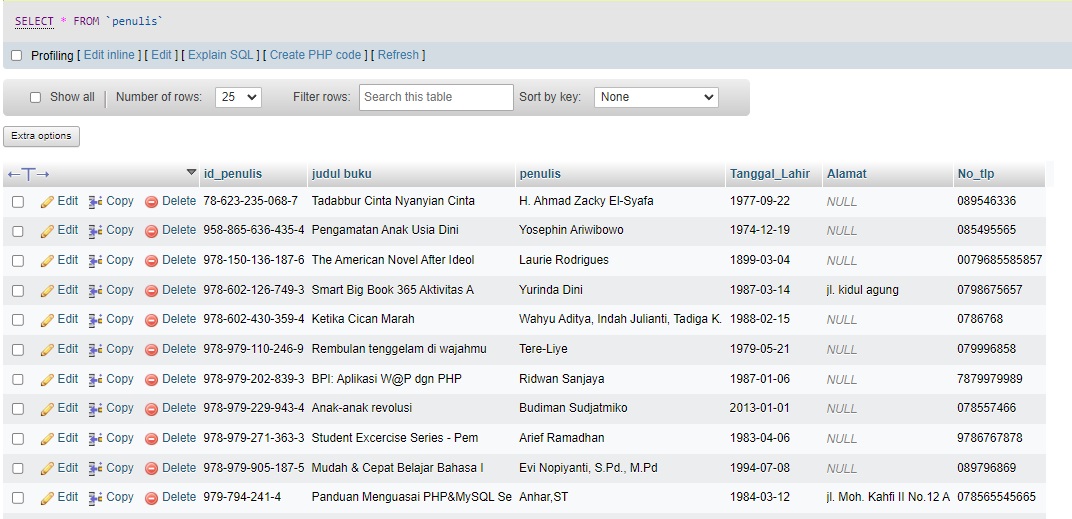 SELECT * FROM `penulis`
Profiling [ Edit inline ] [ Edit ] [ Explain SQL ] [ Create PHP code ] [ Refresh ]
Show all Number of rows: 25 Filter rows: Search this table Sort by key: None
Extra options
←T→ id_penulis judul buku penulis Tanggal_Lahir Alamat No_tlp
Edit Copy Delete 78-623-235-068-7 Tadabbur Cinta Nyanyian Cinta H. Ahmad Zacky El-Syafa 1977-09-22 NULL 089546336
Edit Copy Delete 958-865-636-435-4 Pengamatan Anak Usia Dini Yosephin Ariwibowo 1974-12-19 NULL 085495565
Edit Copy Delete 978-150-136-187-6 The American Novel After Ideol Laurie Rodrigues 1899-03-04 NULL 0079685585857
Edit Copy Delete 978-602-126-749-3 Smart Big Book 365 Aktivitas A Yurinda Dini 1987-03-14 jl. kidul agung 0798675657
Edit Copy Delete 978-602-430-359-4 Ketika Cican Marah Wahyu Aditya, Indah Julianti, Tadiga K. 1988-02-15 NULL 0786768
Edit Copy Delete 978-979-110-246-9 Rembulan tenggelam di wajahmu Tere-Liye 1979-05-21 NULL 079996858
Edit Copy Delete 978-979-202-839-3 BPI: Aplikasi W@P dgn PHP Ridwan Sanjaya 1987-01-06 NULL 7879979989
Edit Copy Delete 978-979-229-943-4 Anak-anak revolusi Budiman Sudjatmiko 2013-01-01 NULL 078557466
Edit Copy Delete 978-979-271-363-3 Student Excercise Series - Pem Arief Ramadhan 1983-04-06 NULL 9786767878
Edit Copy Delete 978-979-905-187-5 Mudah & Cepat Belajar Bahasa I Evi Nopiyanti, S.Pd., M.Pd 1994-07-08 NULL 089796869
Edit Copy Delete 979-794-241-4 Panduan Menguasai PHP&MySQL Se Anhar,ST 1984-03-12 jl. Moh. Kahfi II No.12 A 078565545665